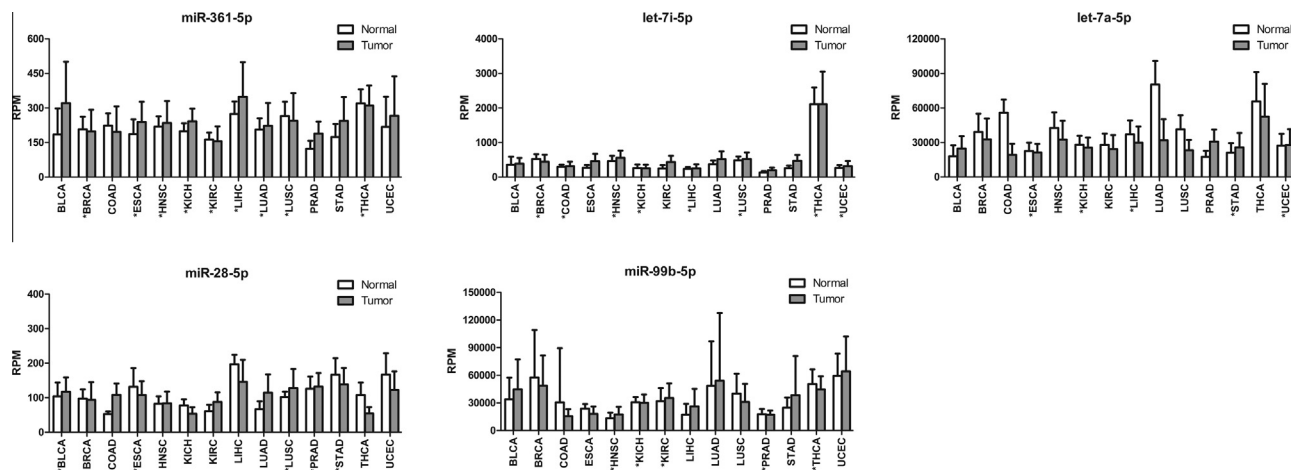 miR-361-5p
600
450
300
150
0
RPM
Normal
Tumor
BLCA
*BRCA
COAD
*ESCA
*HNSC
*KICH
*KIRC
*LIHC
*LUAD
*LUSC
PRAD
STAD
*THCA
UCEC
let-7i-5p
4000
3000
2000
1000
0
RPM
Normal
Tumor
BLCA
*BRCA
*COAD
ESCA
*HNSC
*KICH
KIRC
*LIHC
LUAD
*LUSC
PRAD
STAD
*THCA
*UCEC
let-7a-5p
120000
90000
60000
30000
0
RPM
Normal
Tumor
BLCA
BRCA
COAD
*ESCA
HNSC
*KICH
KIRC
*LIHC
LUAD
LUSC
PRAD
*STAD
THCA
*UCEC
miR-28-5p
400
300
200
100
0
RPM
Normal
Tumor
*BLCA
*BRCA
COAD
*ESCA
*HNSC
KICH
KIRC
LIHC
LUAD
*LUSC
*PRAD
*STAD
THCA
UCEC
miR-99b-5p
150000
120000
90000
60000
30000
0
RPM
Normal
Tumor
BLCA
BRCA
COAD
ESCA
*HNSC
*KICH
*KIRC
LIHC
LUAD
LUSC
*PRAD
STAD
*THCA
UCEC